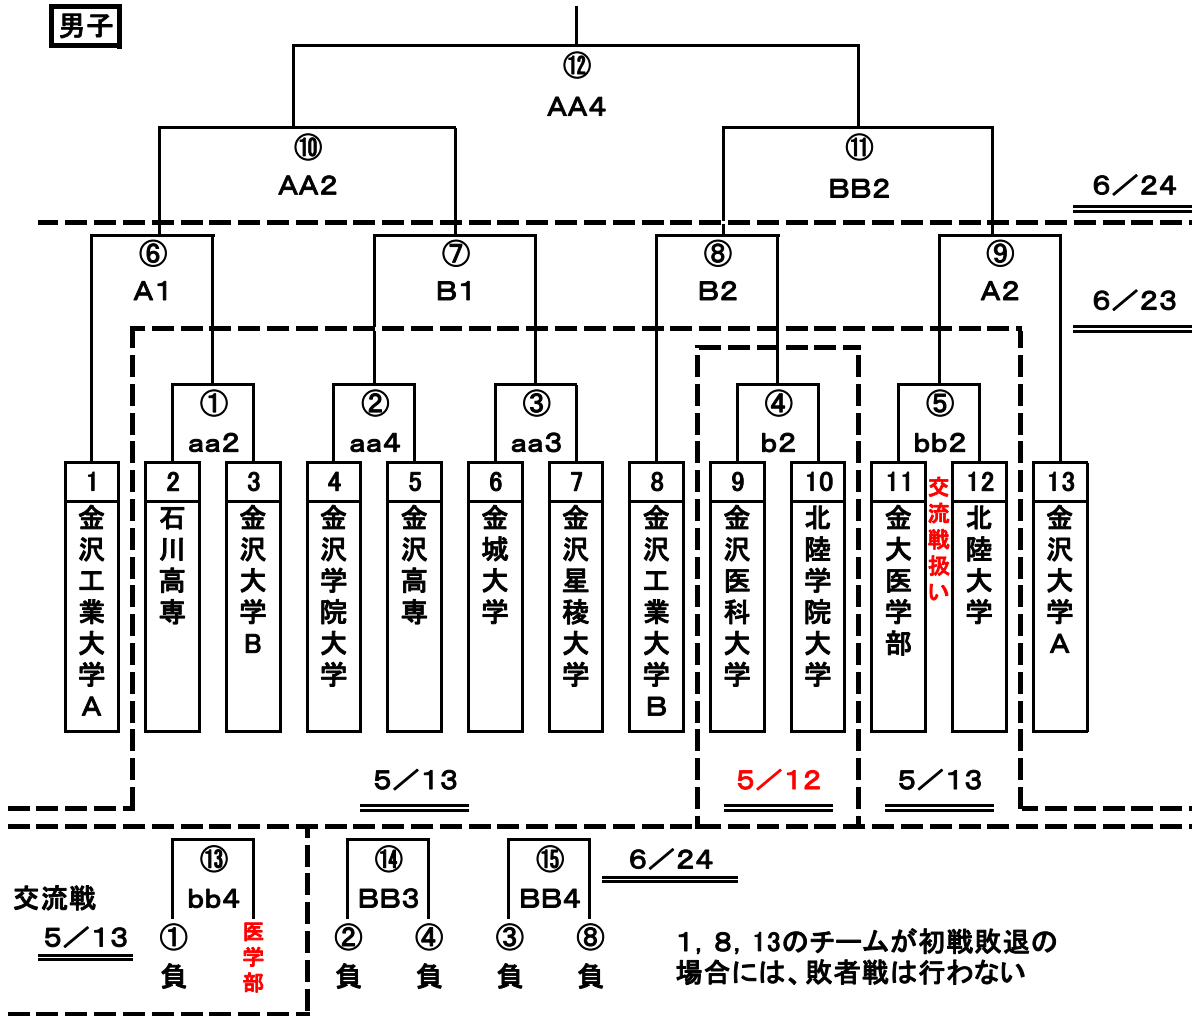 男子
⑫
AA4
⑩
AA2
⑪
BB2
6／24
⑥
A1
⑦
B1
⑧
B2
⑨
A2
6／23
①
aa2
②
aa4
③
aa3
④
b2
⑤
bb2
1
金沢工業大学A
2
石川高専
3
金沢大学B
4
金沢学院大学
5
金沢高専
6
金城大学
7
金沢星稜大学
8
金沢工業大学B
9
金沢医科大学
10
北陸学院大学
11
金大医学部
交流戦扱い
12
北陸大学
13
金沢大学A
5／13
5／12
5／13
交流戦
5／13
⑬
bb4
①負
医学部
⑭
BB3
②負
④負
⑮
BB4
③負
⑧負
6／24
1，8，13のチームが初戦敗退の
場合には、敗者戦は行わない